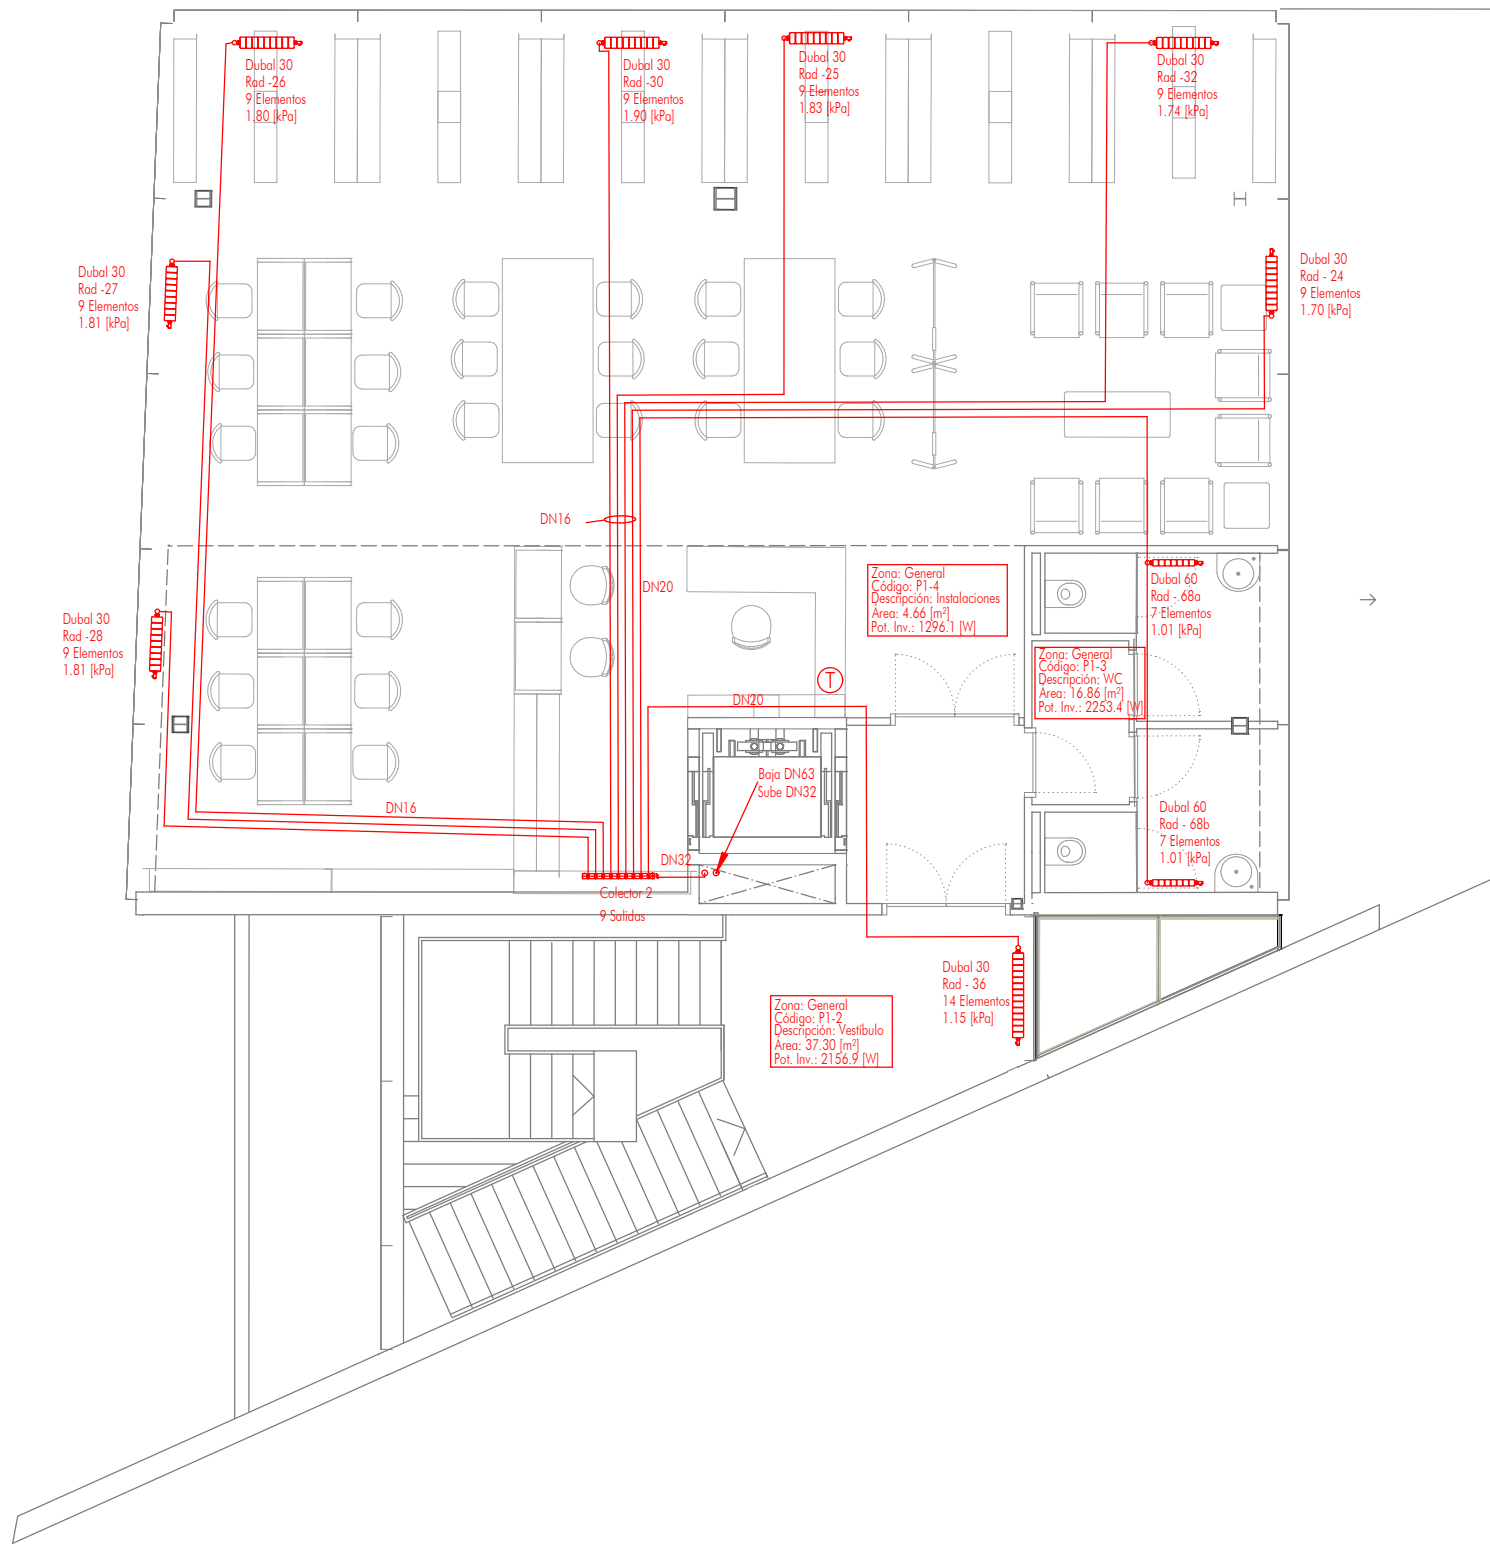 Dubal 30
Rad -26
9 Elementos
1.80 [kPa]
Dubal 30
Rad -30
9 Elementos
1.90 [kPa]
Dubal 30
Rad -25
9 Elementos
1.83 [kPa]
Dubal 30
Rad -32
9 Elementos
1.74 [kPa]
Dubal 30
Rad -27
9 Elementos
1.81 [kPa]
Dubal 30
Rad - 24
9 Elementos
1.70 [kPa]
DN16
DN20
Zona: General
Código: P1-4
Descripción: Instalaciones
Área: 4.66 [m²]
Pot. Inv.: 1296.1 [W]
Dubal 60
Rad - 68a
7 Elementos
1.01 [kPa]
Dubal 30
Rad -28
9 Elementos
1.81 [kPa]
Zona: General
Código: P1-3
Descripción: WC
Área: 16.86 [m²]
Pot. Inv.: 2253.4 [W]
T
DN20
Baja DN63
Sube DN32
DN16
Dubal 60
Rad - 68b
7 Elementos
1.01 [kPa]
DN32
Colector 2
9 Salidas
Dubal 30
Rad - 36
14 Elementos
1.15 [kPa]
Zona: General
Código: P1-2
Descripción: Vestíbulo
Área: 37.30 [m²]
Pot. Inv.: 2156.9 [W]